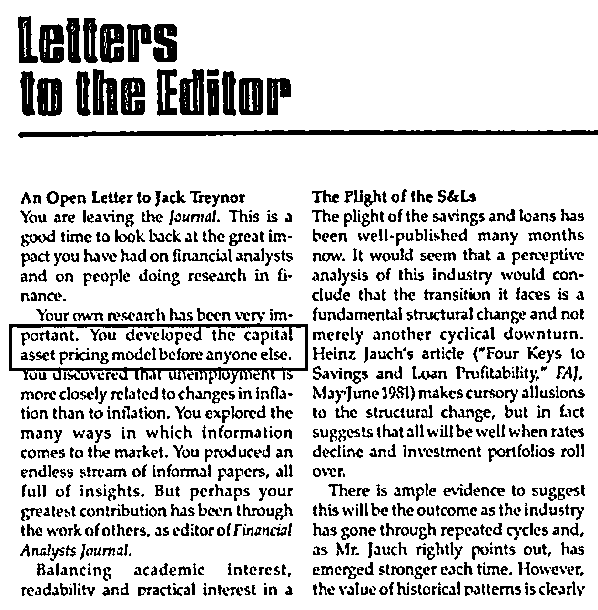 Letters
to the Editor
An Open Letter to Jack Treynor
You are leaving the Journal. This is a
good time to look back at the great im-
pact you have had on financial analysts
and on people doing research in fi-
nance.
Your own research has been very im-
portant. You developed the capital
asset pricing model before anyone else.
You discovered that unemployment is
more closely related to changes in infla-
tion than to inflation. You explored the
many ways in which information
comes to the market. You produced an
endless stream of informal papers, all
full of insights. But perhaps your
greatest contribution has been through
the work of others, as editor of Financial
Analysts Journal.
Balancing academic interest,
readability and practical interest in a
The Plight of the S&Ls
The plight of the savings and loans has
been well-published many months
now. It would seem that a perceptive
analysis of this industry would con-
clude that the transition it faces is a
fundamental structural change and not
merely another cyclical downturn.
Heinz Jauch's article ("Four Keys to
Savings and Loan Profitability," FAJ,
May/June 1981) makes cursory allusions
to the structural change, but in fact
suggests that all will be well when rates
decline and investment portfolios roll
over.
There is ample evidence to suggest
this will be the outcome as the industry
has gone through repeated cycles and,
as Mr. Jauch rightly points out, has
emerged stronger each time. However,
the value of historical patterns is clearly